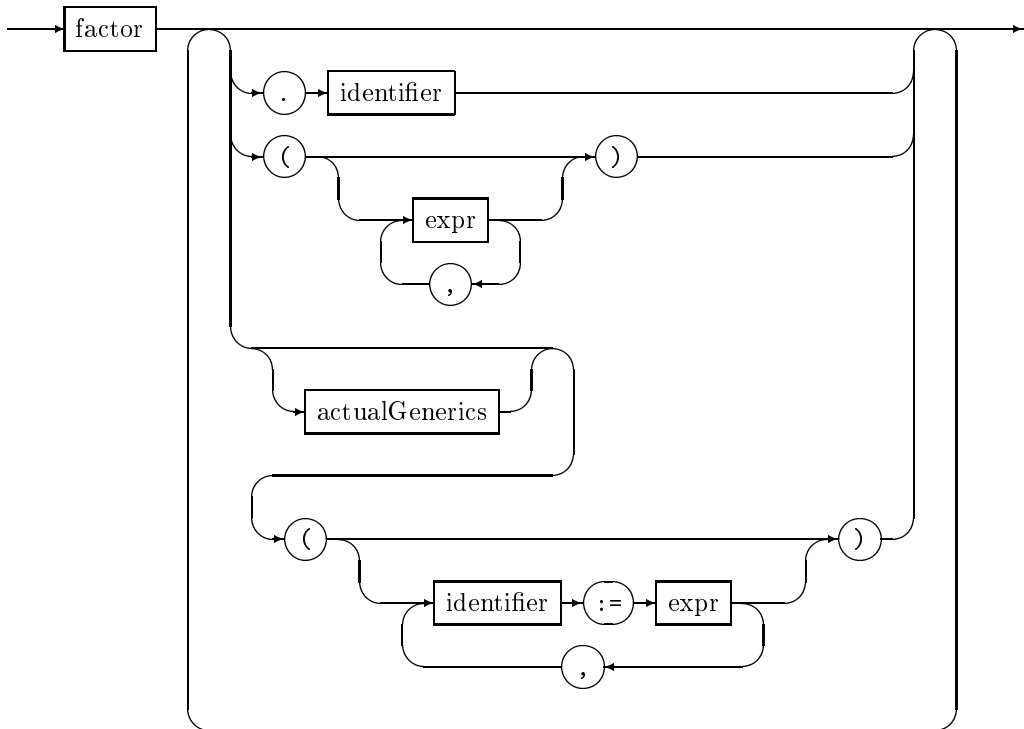 factor
. identifier
( )
expr
,
actualGenerics
( )
identifier := expr
,